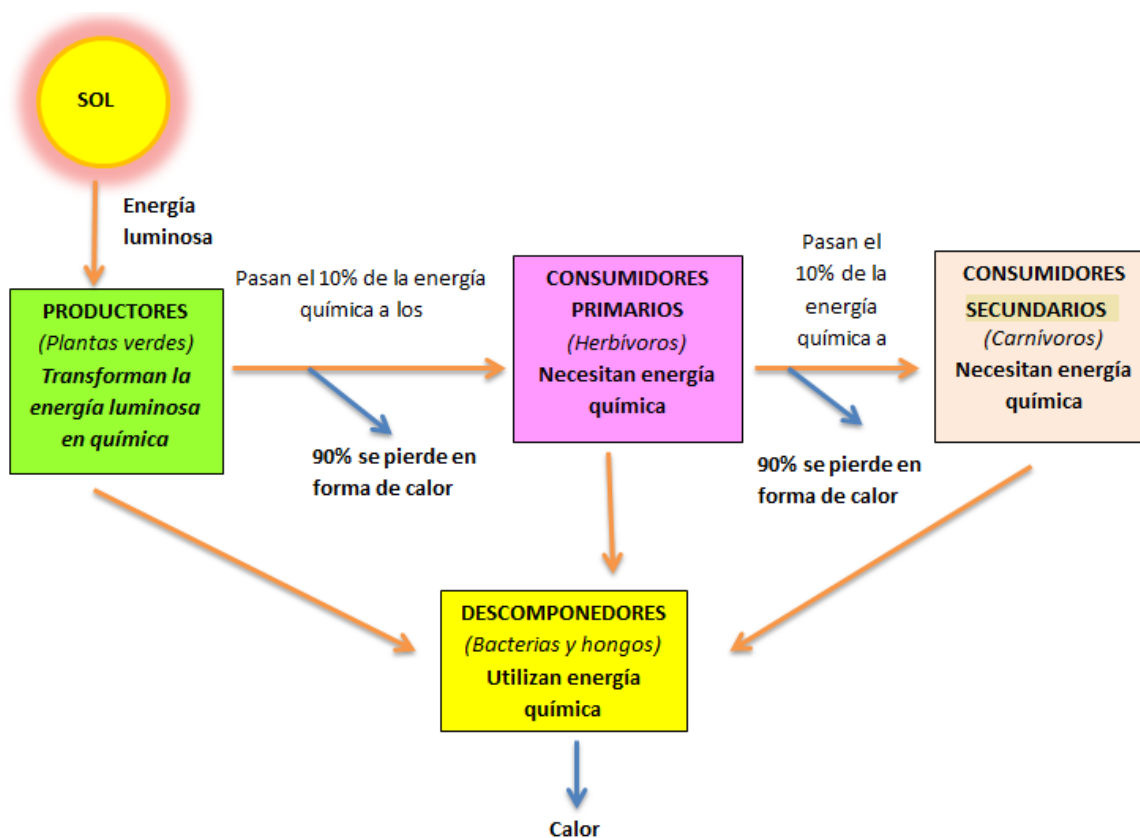 SOL
Energía
luminosa
PRODUCTORES
(Plantas verdes)
Transforman la
energía luminosa
en química
Pasan el 10% de la energía
química a los
90% se pierde en
forma de calor
CONSUMIDORES
PRIMARIOS
(Herbívoros)
Necesitan energía
química
Pasan el
10% de la
energía
química a
90% se pierde en
forma de calor
CONSUMIDORES
SECUNDARIOS
(Carnívoros)
Necesitan energía
química
DESCOMPONEDORES
(Bacterias y hongos)
Utilizan energía
química
Calor